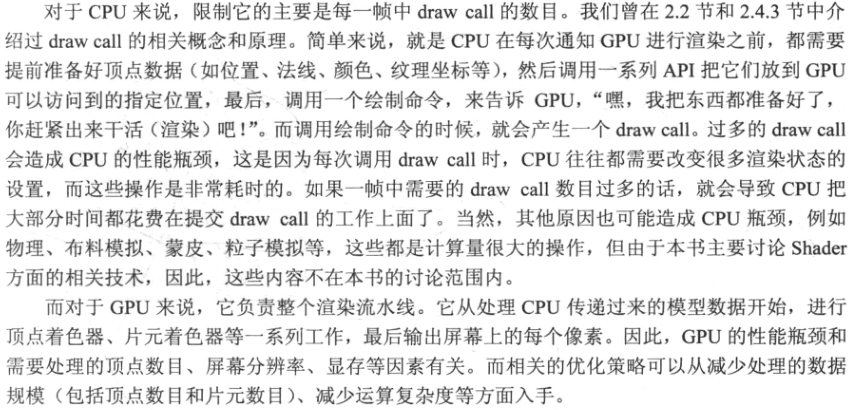 对于 CPU 来说，限制它的主要是每一帧中 draw call 的数目。我们曾在 2.2 节和 2.4.3 节中介
绍过 draw call 的相关概念和原理。简单来说，就是 CPU 在每次通知 GPU 进行渲染之前，都需要
提前准备好顶点数据（如位置、法线、颜色、纹理坐标等），然后调用一系列 API 把它们放到 GPU
可以访问到的指定位置，最后，调用一个绘制命令，来告诉 GPU，“嘿，我把东西都准备好了，
你赶紧出来干活（渲染）吧！”。而调用绘制命令的时候，就会产生一个 draw call。过多的 draw call
会造成 CPU 的性能瓶颈，这是因为每次调用 draw call 时，CPU 往往都需要改变很多渲染状态的
设置，而这些操作是非常耗时的。如果一帧中需要的 draw call 数目过多的话，就会导致 CPU 把
大部分时间都花费在提交 draw call 的工作上面了。当然，其他原因也可能造成 CPU 瓶颈，例如
物理、布料模拟、蒙皮、粒子模拟等，这些都是计算量很大的操作，但由于本书主要讨论 Shader
方面的相关技术，因此，这些内容不在本书的讨论范围内。
而对于 GPU 来说，它负责整个渲染流水线。它从处理 CPU 传递过来的模型数据开始，进行
顶点着色器、片元着色器等一系列工作，最后输出屏幕上的每个像素。因此，GPU 的性能瓶颈和
需要处理的顶点数目、屏幕分辨率、显存等因素有关。而相关的优化策略可以从减少处理的数据
规模（包括顶点数目和片元数目）、减少运算复杂度等方面入手。